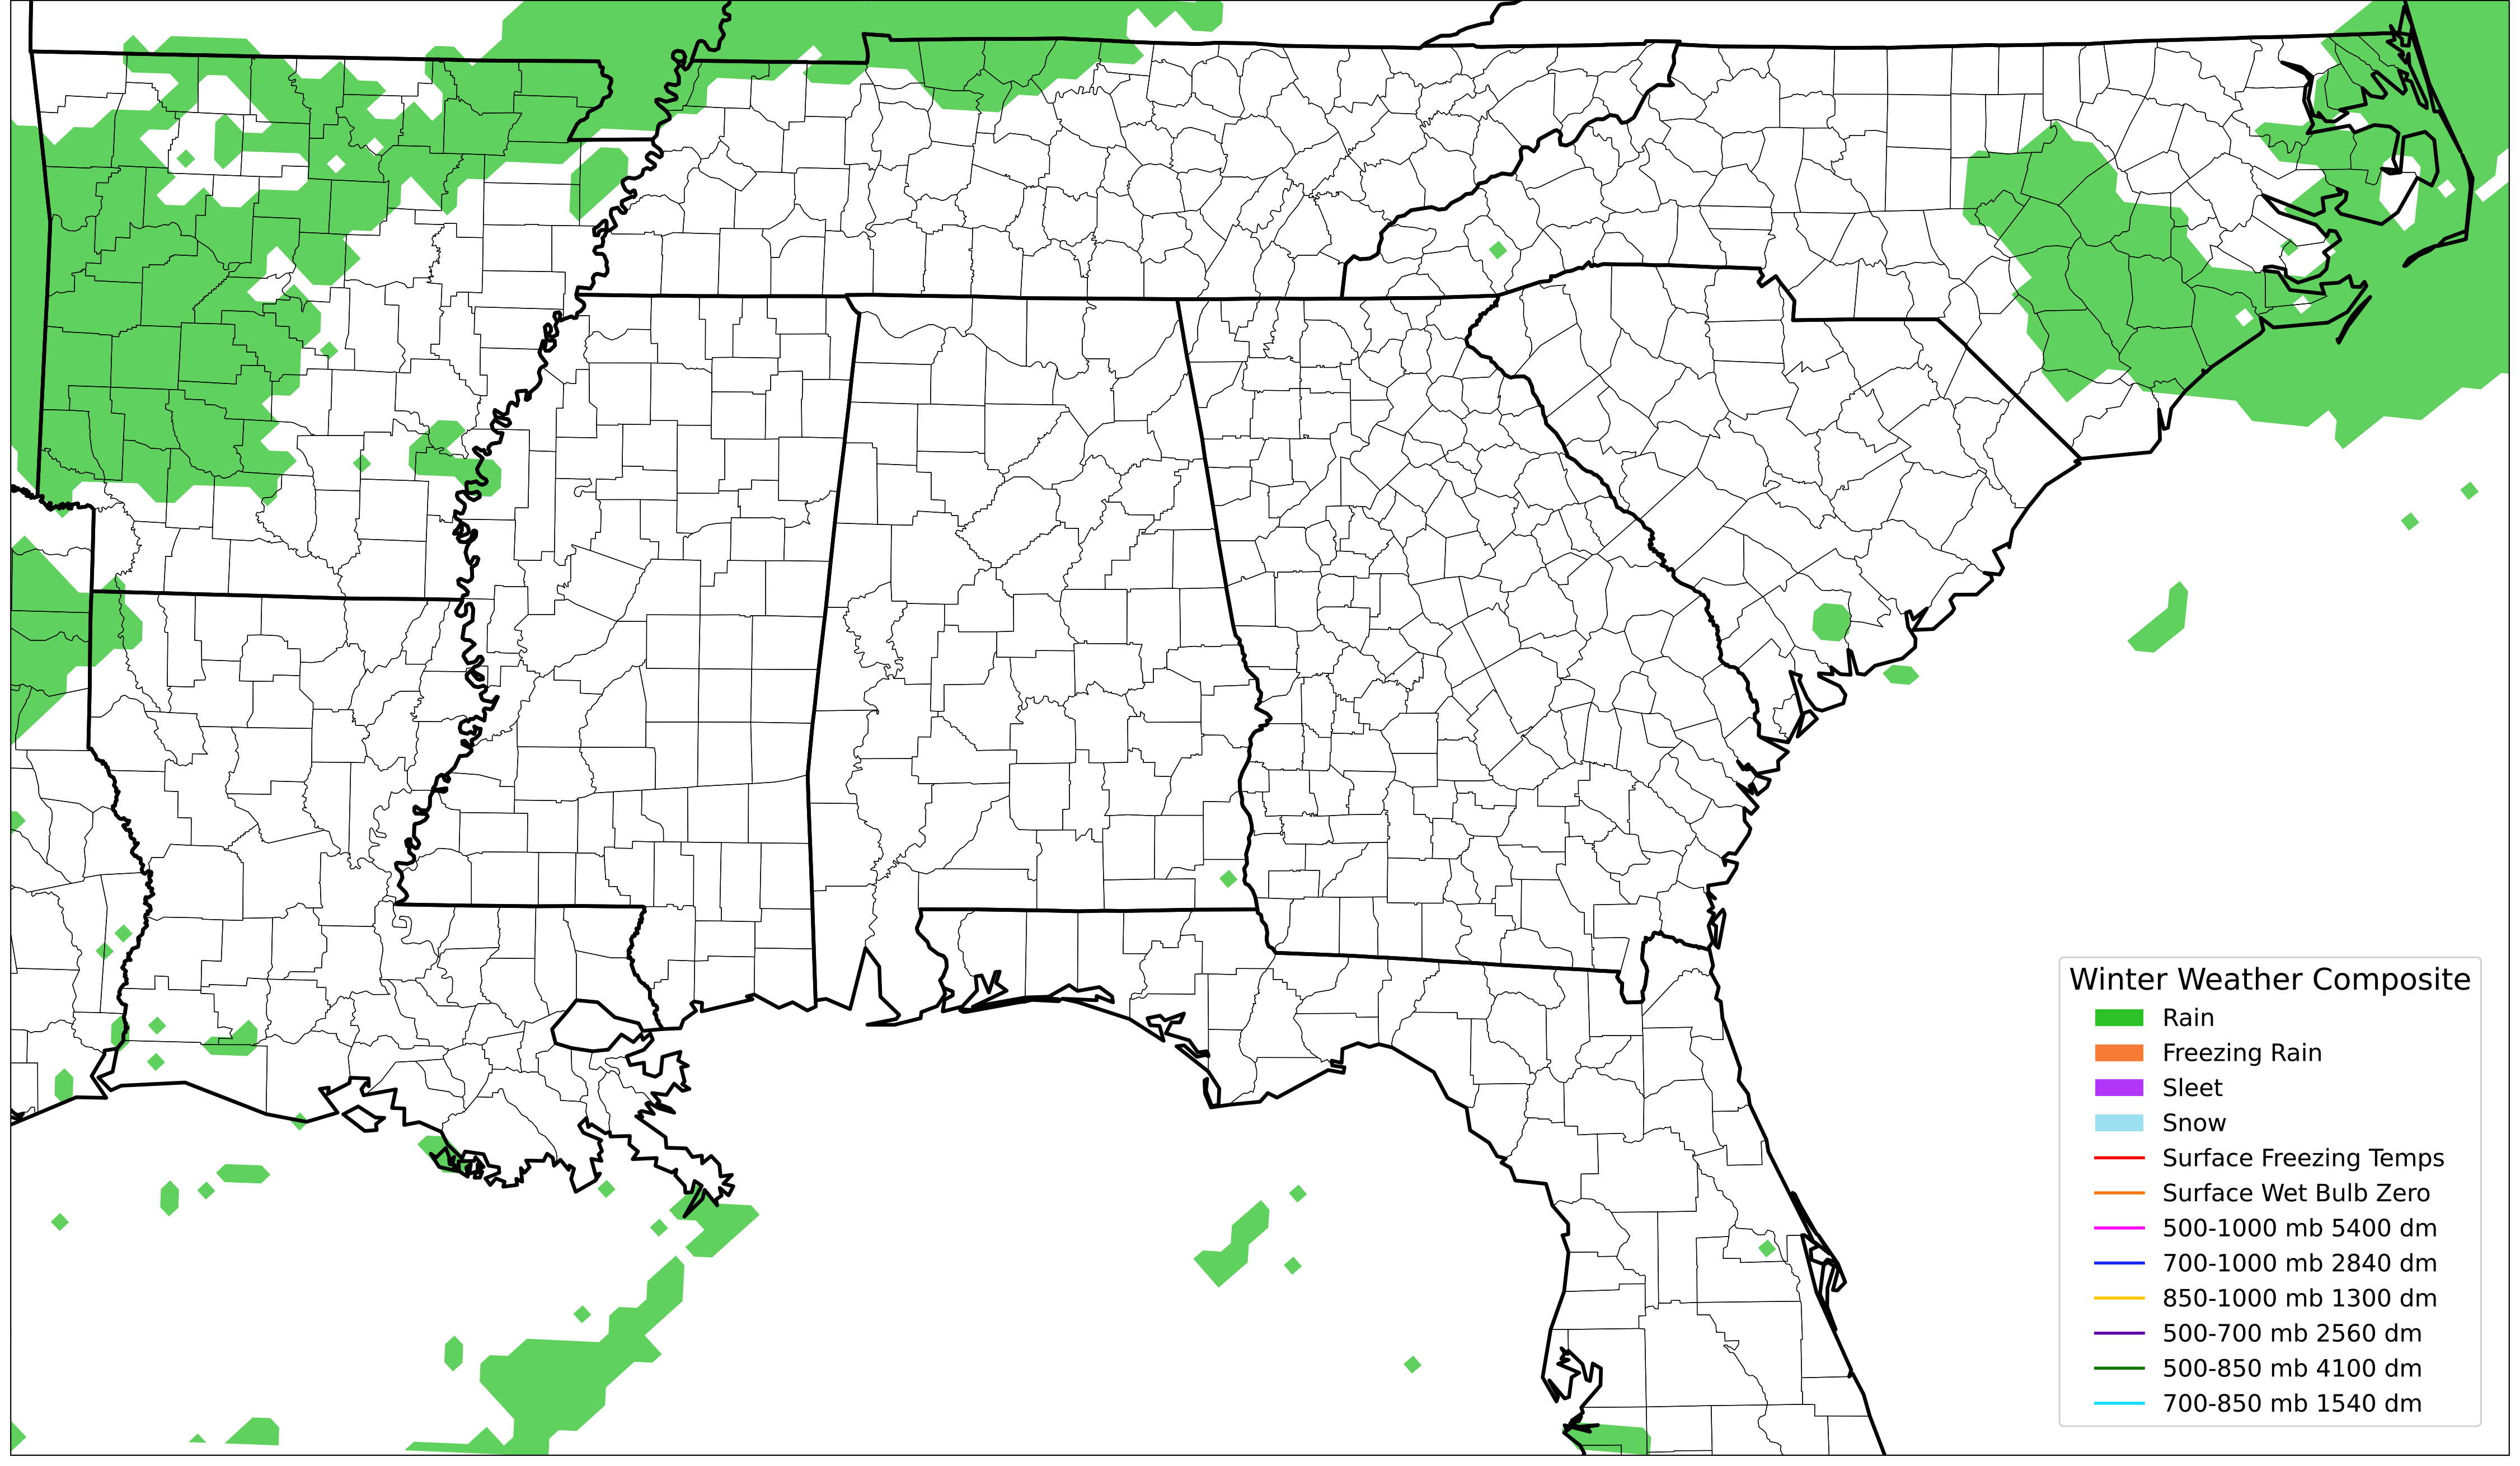 Winter Weather Composite
Rain
Freezing Rain
Sleet
Snow
Surface Freezing Temps
Surface Wet Bulb Zero
500-1000 mb 5400 dm
700-1000 mb 2840 dm
850-1000 mb 1300 dm
500-700 mb 2560 dm
500-850 mb 4100 dm
700-850 mb 1540 dm